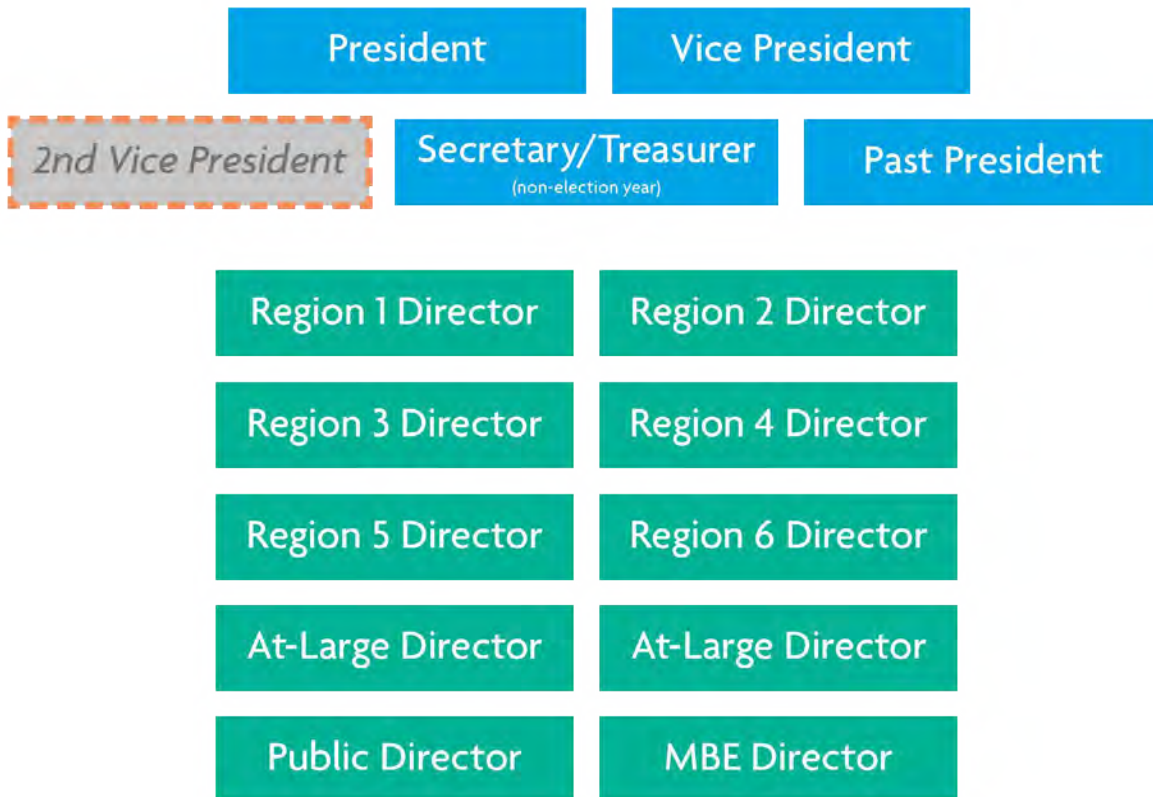 President
Vice President
2nd Vice President
Secretary/Treasurer
(non-election year)
Past President
Region 1 Director
Region 2 Director
Region 3 Director
Region 4 Director
Region 5 Director
Region 6 Director
At-Large Director
At-Large Director
Public Director
MBE Director